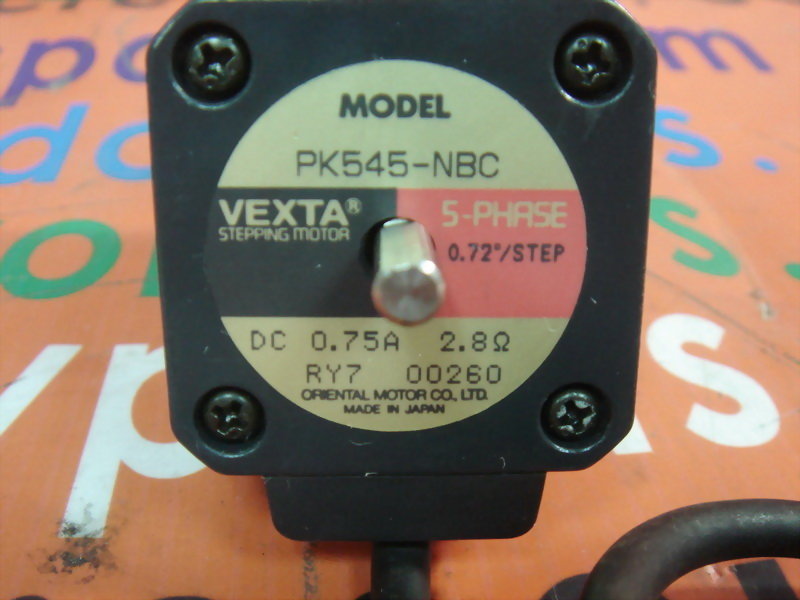 MODEL
PK545-NBC
VEXTA®
STEPPING MOTOR
5-PHASE
0.72°/STEP
DC 0.75A 2.8Ω
RY7 00260
ORIENTAL MOTOR CO., LTD.
MADE IN JAPAN